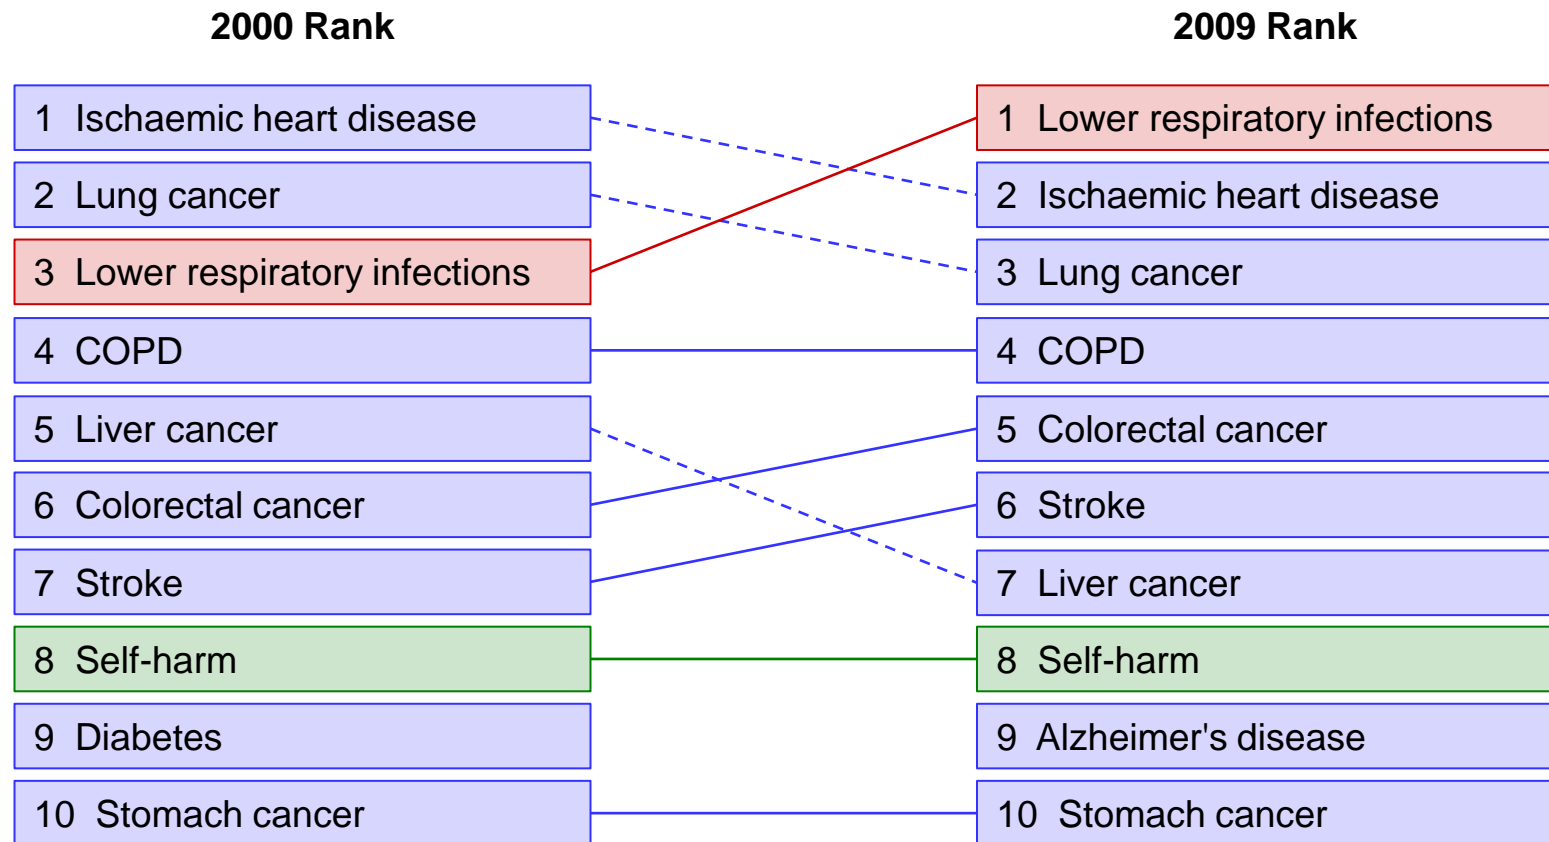 2000 Rank
2009 Rank
1 Ischaemic heart disease
1 Lower respiratory infections
2 Lung cancer
2 Ischaemic heart disease
3 Lower respiratory infections
3 Lung cancer
4 COPD
4 COPD
5 Liver cancer
5 Colorectal cancer
6 Colorectal cancer
6 Stroke
7 Stroke
7 Liver cancer
8 Self-harm
8 Self-harm
9 Diabetes
9 Alzheimer's disease
10 Stomach cancer
10 Stomach cancer